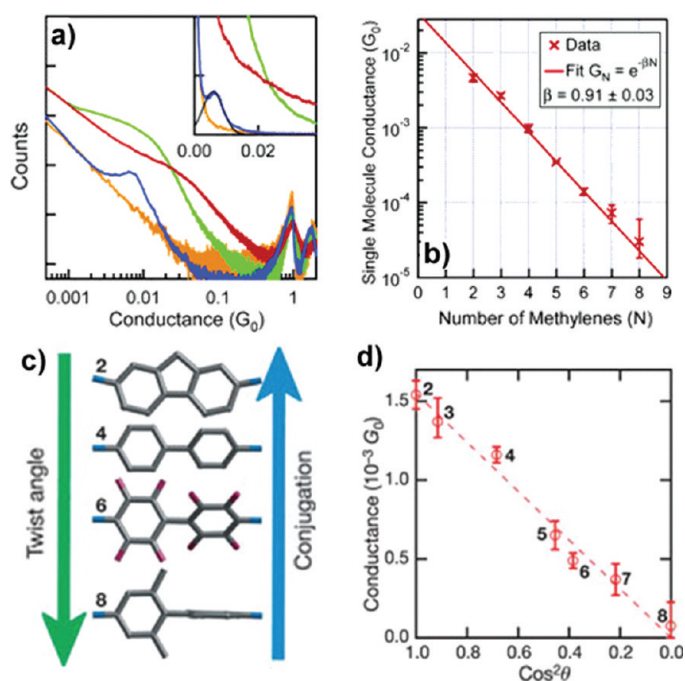 a)
Counts
0.00
0.02
0.001
0.01
0.1
1
Conductance (G₀)
b)
Single Molecule Conductance (G₀)
10⁻²
10⁻³
10⁻⁴
10⁻⁵
Data
Fit G_N = e^-βN
β = 0.91 ± 0.03
0 1 2 3 4 5 6 7 8 9
Number of Methylenes (N)
c)
Twist angle
2
4
6
8
Conjugation
d)
Conductance (10⁻³ G₀)
1.5
1.0
0.5
0.0
2
3
4
5
6
7
8
1.0 0.8 0.6 0.4 0.2 0.0
Cos²θ